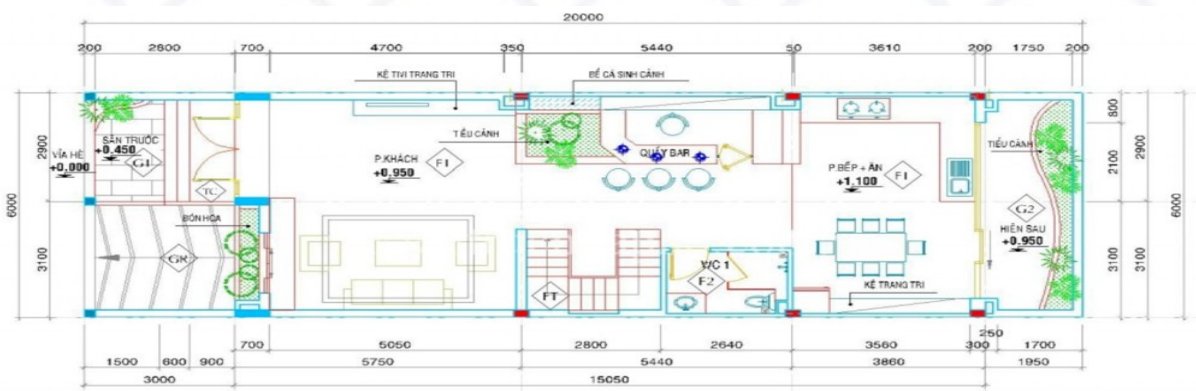 20000
200 2800 700 4700 350 5440 50 3610 200 1750 200
KỆ TIVI TRANG TRI
BỂ CÁ SINH CẢNH
TIỂU CẢNH
QUẦY BAR
SÂN TRƯỚC
+0.450
G1
VỈA HÈ
+0.000
TC
P.KHÁCH
F1
+0.950
P.BẾP + ĂN
F1
+1.100
TIỂU CẢNH
G2
HIÊN SAU
+0.950
BỒN HOA
GR
FT
W/C 1
F2
KỆ TRANG TRI
6000
2900
3100
800
2100
3100
2900
3100
6000
250
700 5050 2800 2640 3560 300 1700
1500 600 900 5750 5440 3860 1950
3000 15050